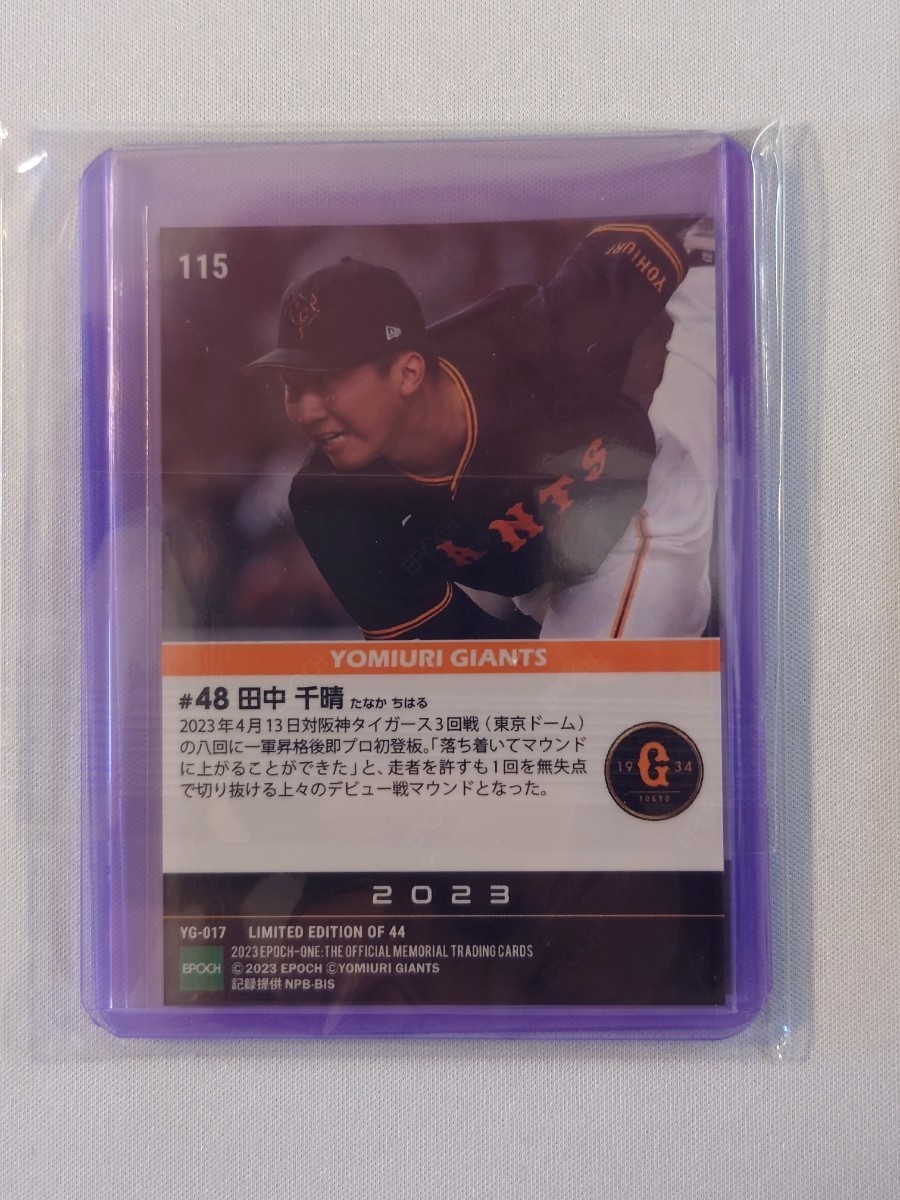 115
YOMIURI
ANTS
YOMIURI GIANTS
#48 田中 千晴 たなか ちはる
2023年4月13日対阪神タイガース3回戦（東京ドーム）
の八回に一軍昇格後即プロ初登板。「落ち着いてマウンド
に上がることができた」と、走者を許すも1回を無失点
で切り抜ける上々のデビュー戦マウンドとなった。
19 G 34
TOKYO
2023
YG-017 LIMITED EDITION OF 44
2023 EPOCH-ONE:THE OFFICIAL MEMORIAL TRADING CARDS
EPOCH ©2023 EPOCH ©YOMIURI GIANTS
記録提供 NPB-BIS